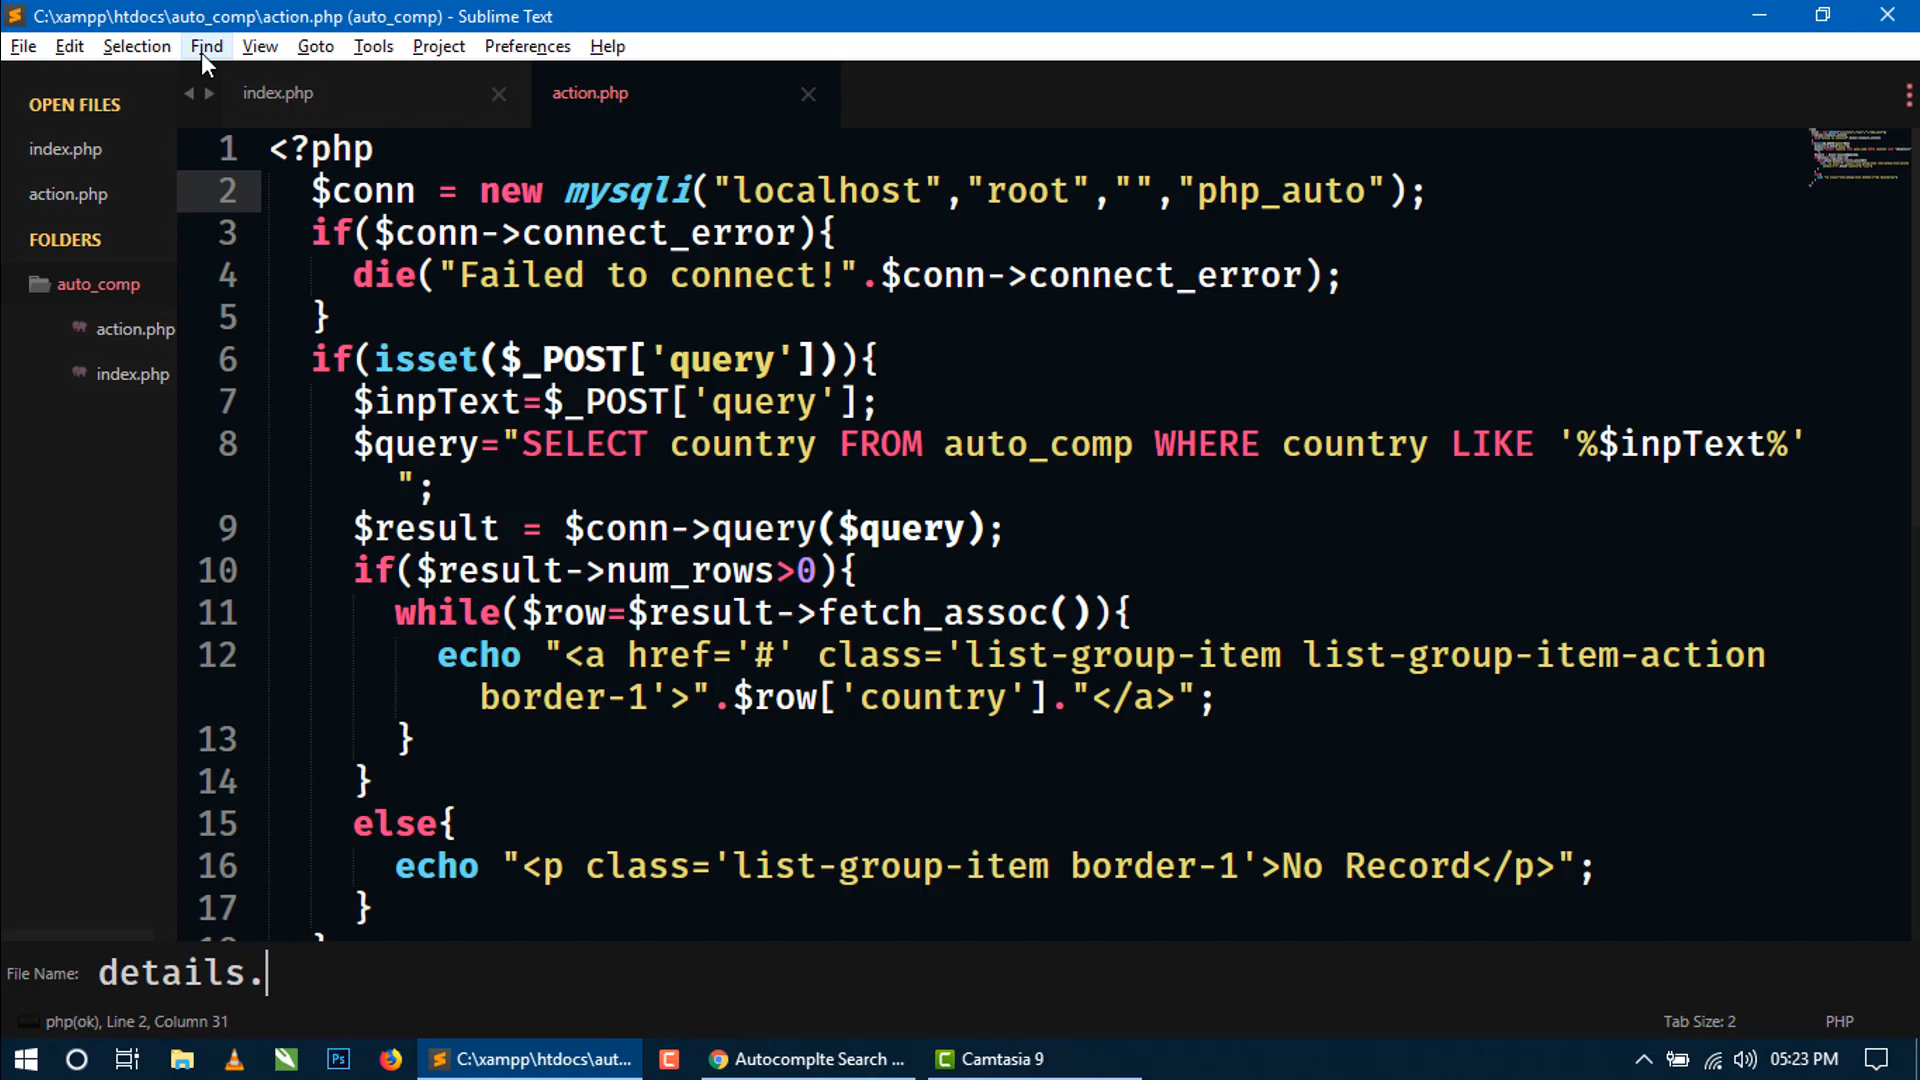 C:\xampp\htdocs\auto_comp\action.php (auto_comp) - Sublime Text
File Edit Selection Find View Goto Tools Project Preferences Help
OPEN FILES
index.php
action.php
FOLDERS
auto_comp
action.php
index.php
index.php action.php
1 <?php
2 $conn = new mysqli("localhost","root","","php_auto");
3 if($conn->connect_error){
4 die("Failed to connect!".$conn->connect_error);
5 }
6 if(isset($_POST['query'])){
7 $inpText=$_POST['query'];
8 $query="SELECT country FROM auto_comp WHERE country LIKE '%$inpText%'
";
9 $result = $conn->query($query);
10 if($result->num_rows>0){
11 while($row=$result->fetch_assoc()){
12 echo "<a href='#' class='list-group-item list-group-item-action
border-1'>".$row['country']."</a>";
13 }
14 }
15 else{
16 echo "<p class='list-group-item border-1'>No Record</p>";
17 }
File Name: details.
php(ok), Line 2, Column 31 Tab Size: 2 PHP
Ps C:\xampp\htdocs\aut... C Autocomplte Search ... C Camtasia 9 05:23 PM